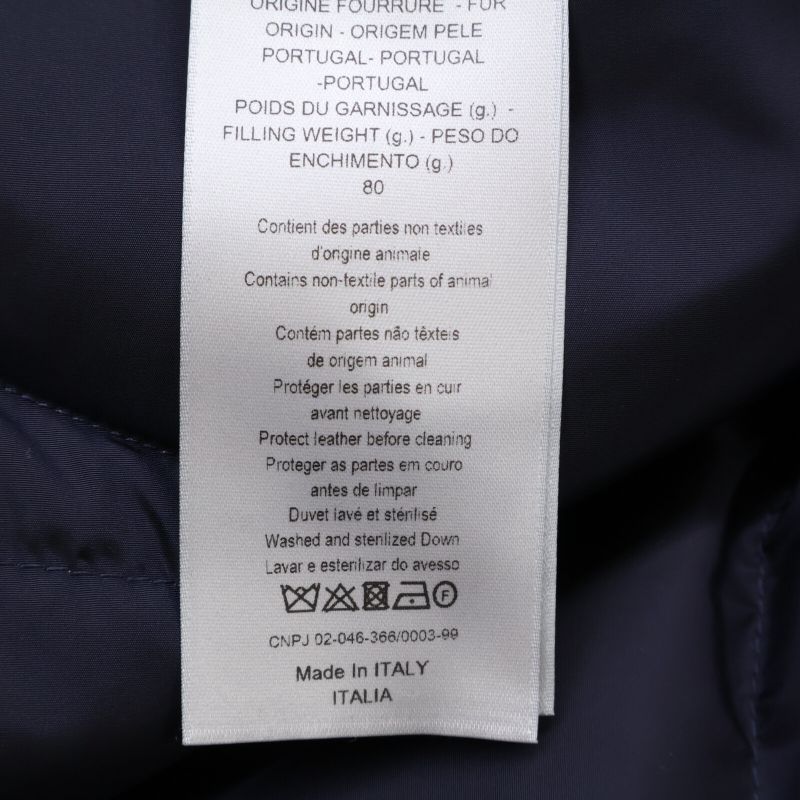 ORIGINE FOURRURE - FUR
ORIGIN - ORIGEM PELE
PORTUGAL- PORTUGAL
-PORTUGAL
POIDS DU GARNISSAGE (g.) -
FILLING WEIGHT (g.) - PESO DO
ENCHIMENTO (g.)
80
Contient des parties non textiles
d'origine animale
Contains non-textile parts of animal
origin
Contém partes não têxteis
de origem animal
Protéger les parties en cuir
avant nettoyage
Protect leather before cleaning
Proteger as partes em couro
antes de limpar
Duvet lavé et stérilisé
Washed and sterilized Down
Lavar e esterilizar do avesso
F
CNPJ 02-046-366/0003-99
Made In ITALY
ITALIA